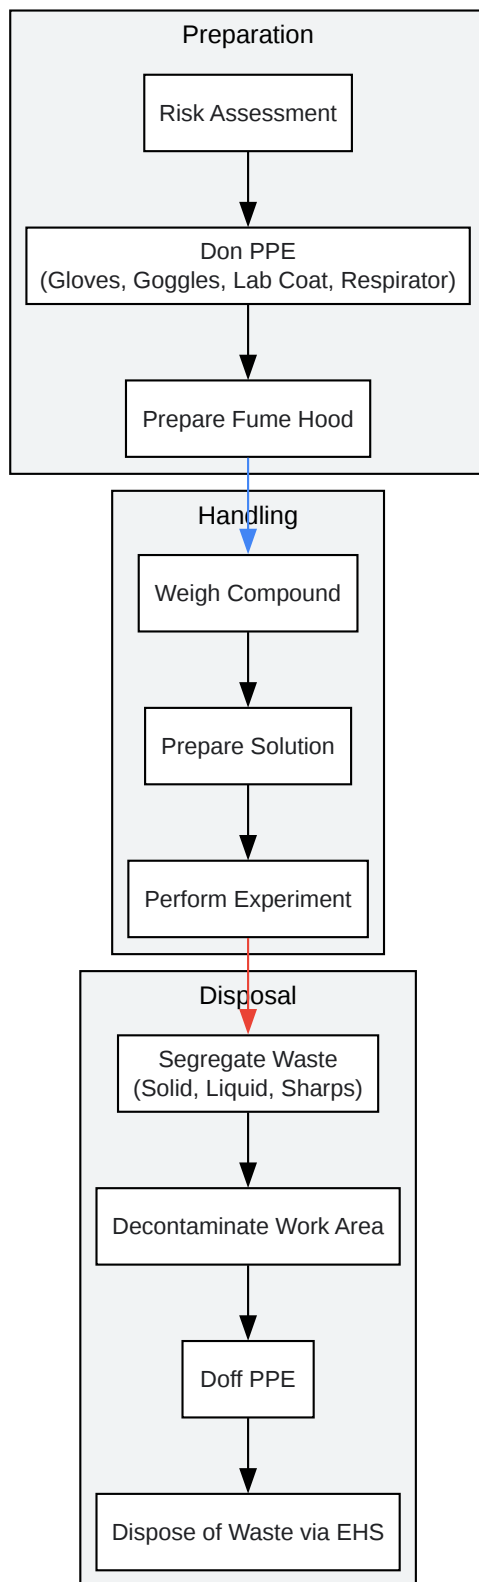 Preparation
Risk Assessment
Don PPE
(Gloves, Goggles, Lab Coat, Respirator)
Prepare Fume Hood
Handling
Weigh Compound
Prepare Solution
Perform Experiment
Disposal
Segregate Waste
(Solid, Liquid, Sharps)
Decontaminate Work Area
Doff PPE
Dispose of Waste via EHS